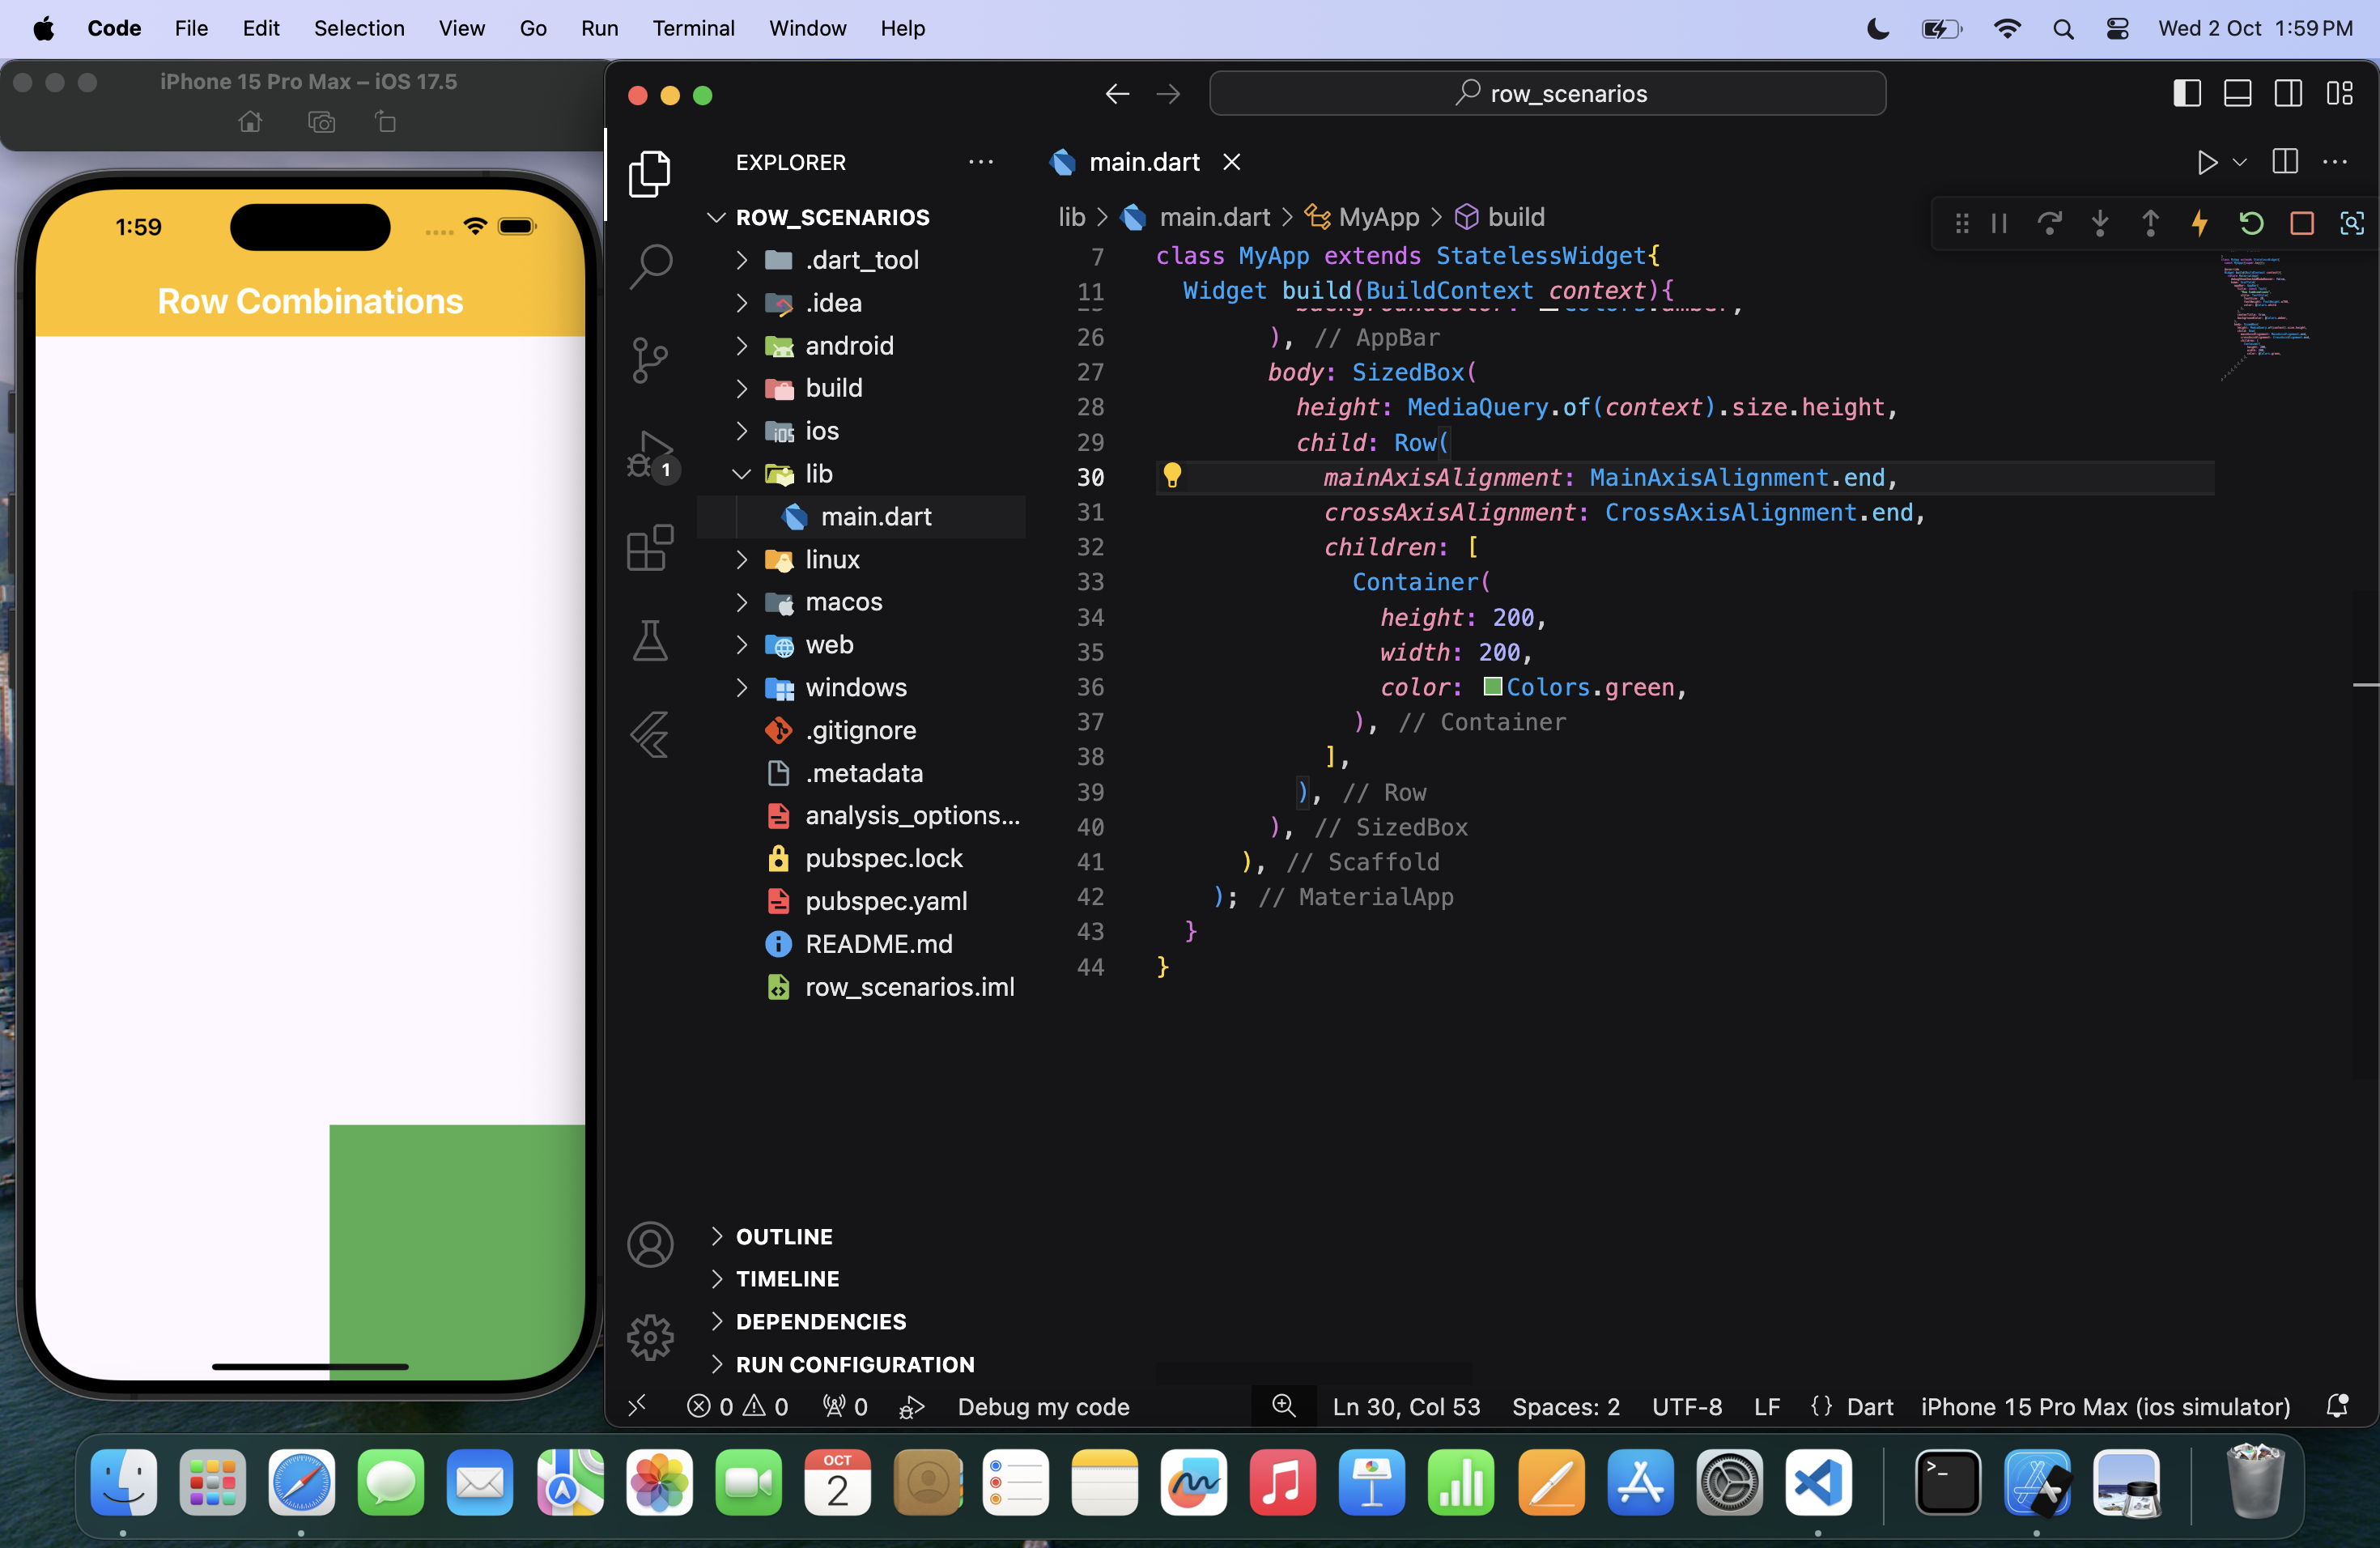 Code File Edit Selection View Go Run Terminal Window Help Wed 2 Oct 1:59 PM
iPhone 15 Pro Max – iOS 17.5
1:59
Row Combinations
row_scenarios
EXPLORER
ROW_SCENARIOS
.dart_tool
.idea
android
build
ios
lib
main.dart
linux
macos
web
windows
.gitignore
.metadata
analysis_options...
pubspec.lock
pubspec.yaml
README.md
row_scenarios.iml
OUTLINE
TIMELINE
DEPENDENCIES
RUN CONFIGURATION
1
main.dart
lib > main.dart > MyApp > build
7 class MyApp extends StatelessWidget{
11 Widget build(BuildContext context){
26 ), // AppBar
27 body: SizedBox(
28 height: MediaQuery.of(context).size.height,
29 child: Row(
30 mainAxisAlignment: MainAxisAlignment.end,
31 crossAxisAlignment: CrossAxisAlignment.end,
32 children: [
33 Container(
34 height: 200,
35 width: 200,
36 color: Colors.green,
37 ), // Container
38 ],
39 ), // Row
40 ), // SizedBox
41 ), // Scaffold
42 ); // MaterialApp
43 }
44 }
0 0 0 Debug my code Ln 30, Col 53 Spaces: 2 UTF-8 LF {} Dart iPhone 15 Pro Max (ios simulator)
OCT
2